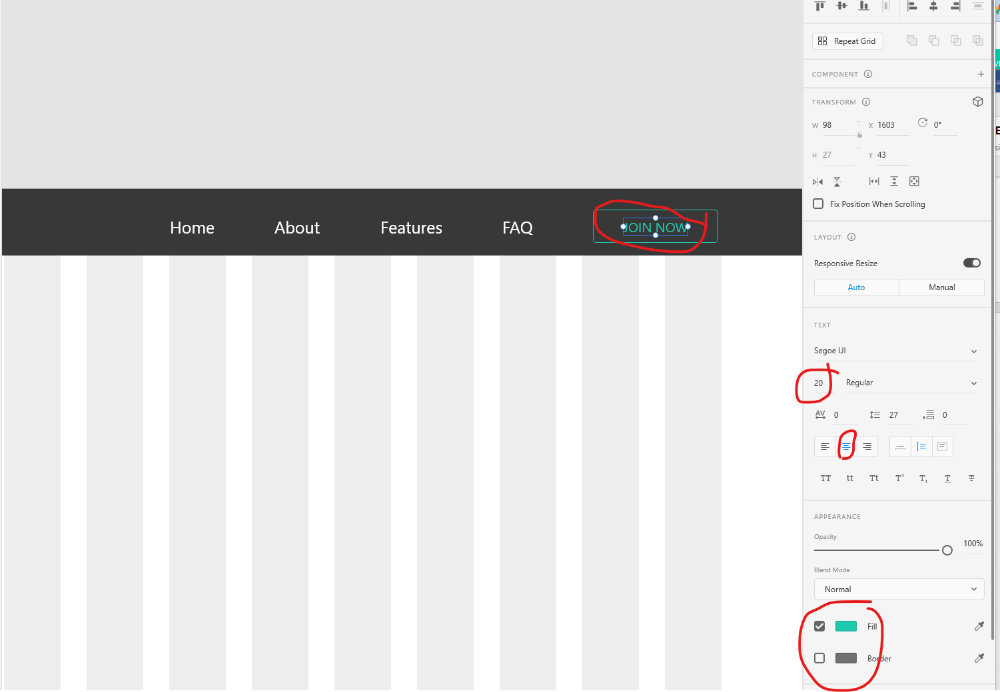 Repeat Grid
COMPONENT
TRANSFORM
W 98 X 1603 0°
H 27 Y 43
Fix Position When Scrolling
Home About Features FAQ JOIN NOW
LAYOUT
Responsive Resize
Auto Manual
TEXT
Segoe UI
20 Regular
AV 0 27 0
TT tt Tt T¹ T₁ T T
APPEARANCE
Opacity
100%
Blend Mode
Normal
Fill
Border